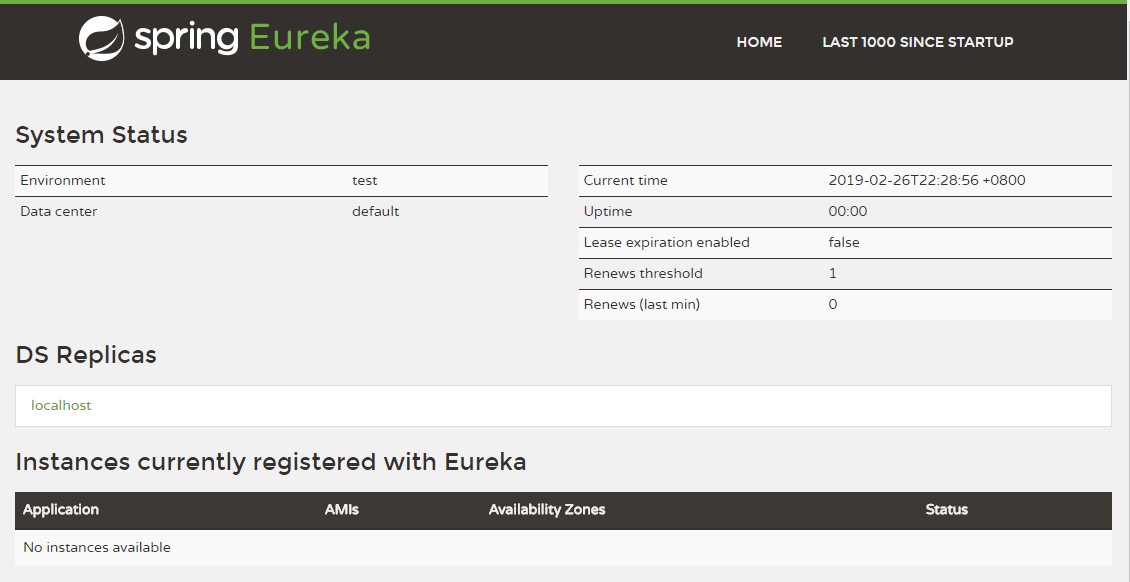 spring Eureka
HOME LAST 1000 SINCE STARTUP
System Status
Environment test
Data center default
Current time 2019-02-26T22:28:56 +0800
Uptime 00:00
Lease expiration enabled false
Renews threshold 1
Renews (last min) 0
DS Replicas
localhost
Instances currently registered with Eureka
Application AMIs Availability Zones Status
No instances available